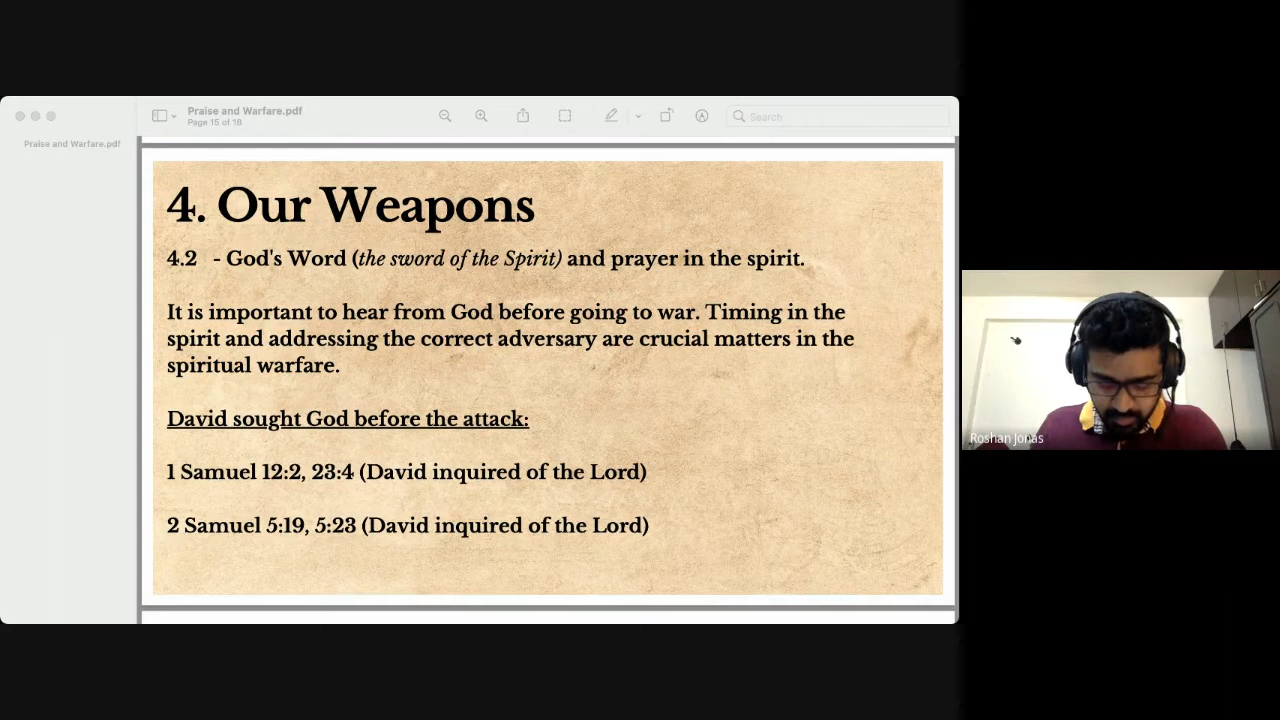 Praise and Warfare.pdf
Page 15 of 18
Search
Praise and Warfare.pdf
4. Our Weapons
4.2 - God's Word (the sword of the Spirit) and prayer in the spirit.
It is important to hear from God before going to war. Timing in the
spirit and addressing the correct adversary are crucial matters in the
spiritual warfare.
David sought God before the attack:
1 Samuel 12:2, 23:4 (David inquired of the Lord)
2 Samuel 5:19, 5:23 (David inquired of the Lord)
Roshan Jonas